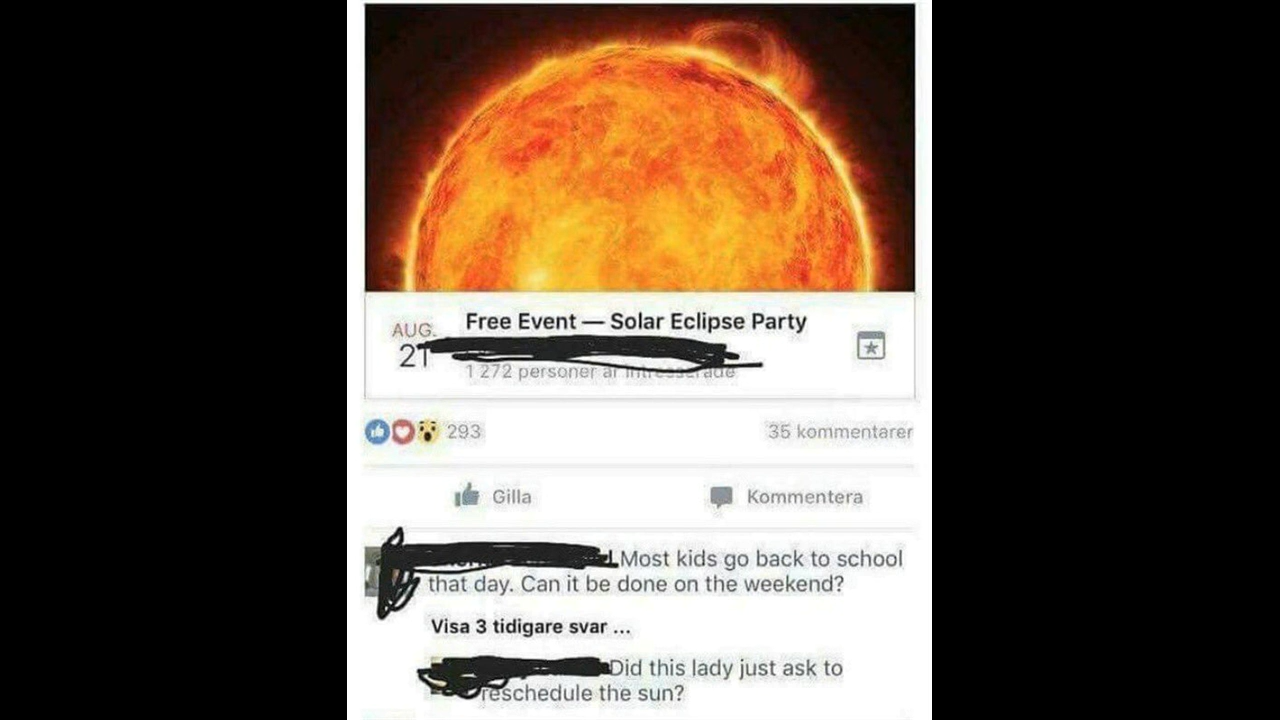 AUG.
21
Free Event — Solar Eclipse Party
1 272 personer är intresserade
293
35 kommentarer
Gilla
Kommentera
Most kids go back to school
that day. Can it be done on the weekend?
Visa 3 tidigare svar ...
Did this lady just ask to
reschedule the sun?